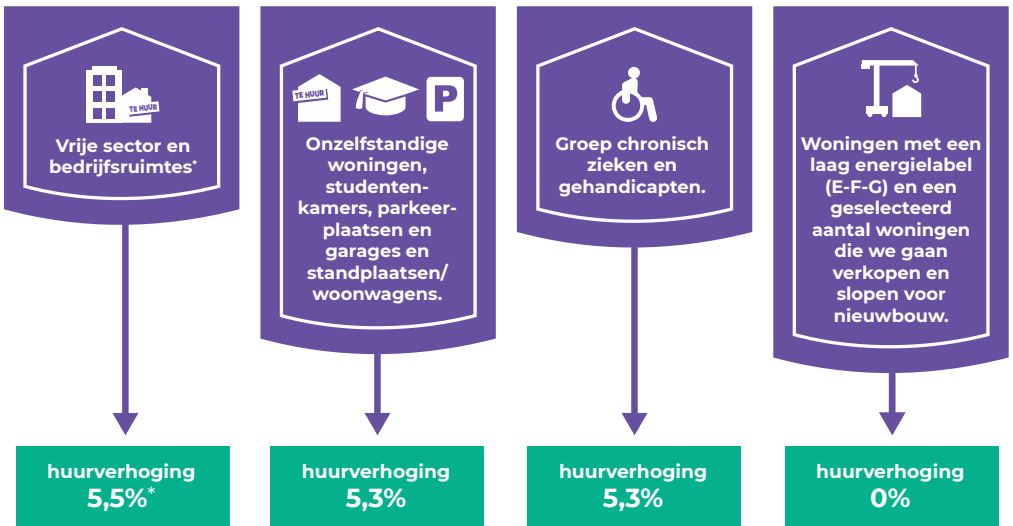 TE HUUR
Vrije sector en
bedrijfsruimtes*
huurverhoging
5,5%*
TE HUUR
P
Onzelfstandige
woningen,
studenten-
kamers, parkeer-
plaatsen en
garages en
standplaatsen/
woonwagens.
huurverhoging
5,3%
Groep chronisch
zieken en
gehandicapten.
huurverhoging
5,3%
Woningen met een
laag energielabel
(E-F-G) en een
geselecteerd
aantal woningen
die we gaan
verkopen en
slopen voor
nieuwbouw.
huurverhoging
0%